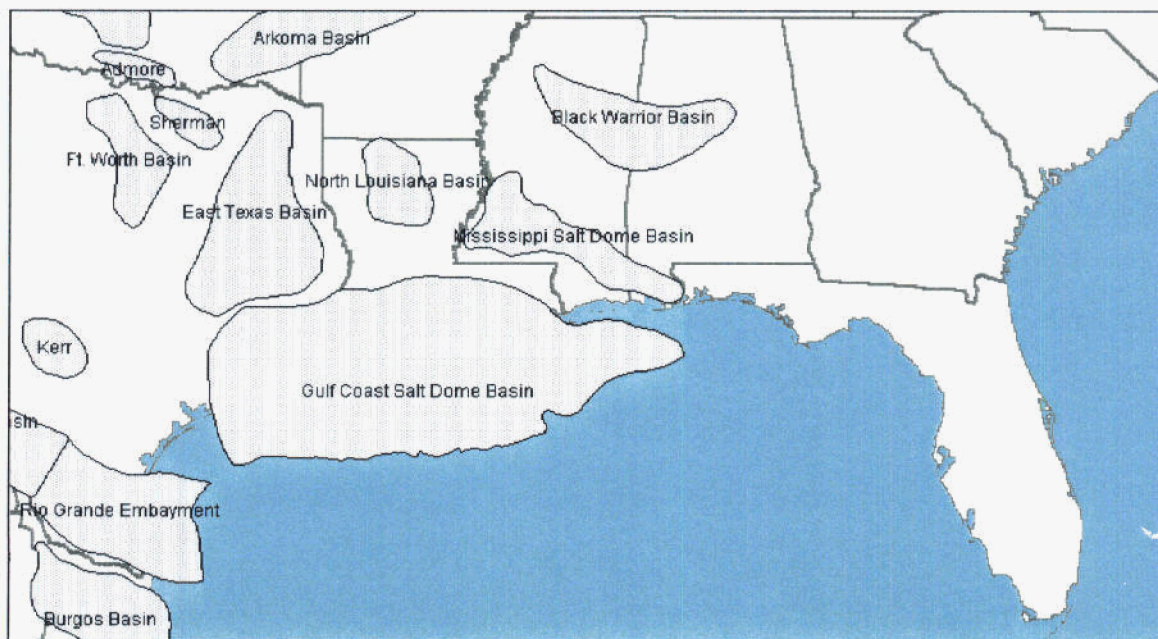 Arkoma Basin
Admore
Sherman
Black Warrior Basin
Ft. Worth Basin
North Louisiana Basin
East Texas Basin
Mississippi Salt Dome Basin
Kerr
Gulf Coast Salt Dome Basin
sin
Rio Grande Embayment
Burgos Basin